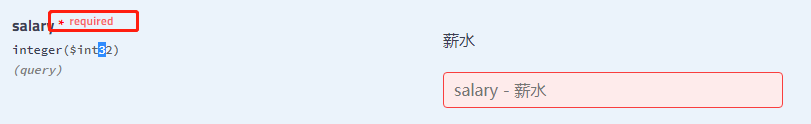 salary * required
integer($int32)
(query)
薪水
salary - 薪水